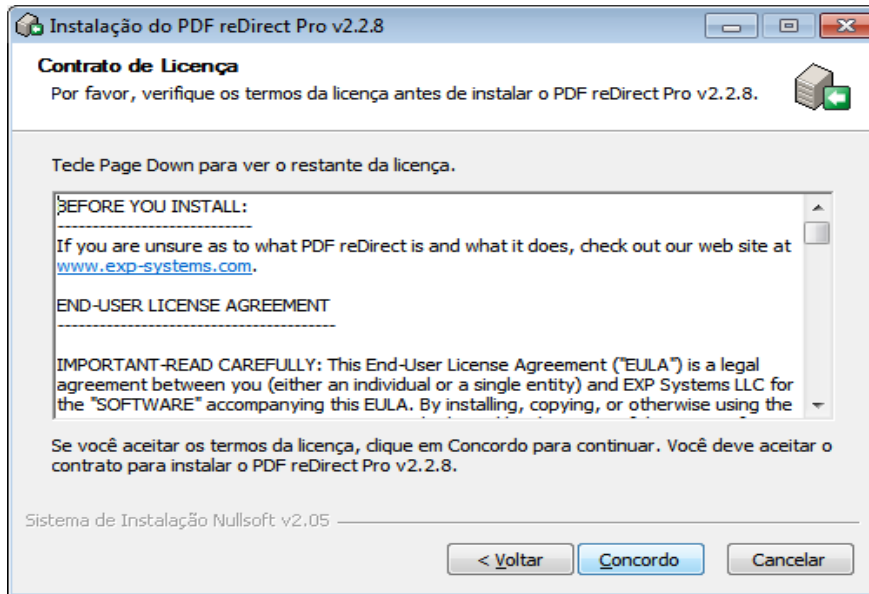 Instalação do PDF reDirect Pro v2.2.8
Contrato de Licença
Por favor, verifique os termos da licença antes de instalar o PDF reDirect Pro v2.2.8.
Tecle Page Down para ver o restante da licença.
BEFORE YOU INSTALL:
----------------------------
If you are unsure as to what PDF reDirect is and what it does, check out our web site at
www.exp-systems.com.
END-USER LICENSE AGREEMENT
----------------------------------------
IMPORTANT-READ CAREFULLY: This End-User License Agreement ("EULA") is a legal
agreement between you (either an individual or a single entity) and EXP Systems LLC for
the "SOFTWARE" accompanying this EULA. By installing, copying, or otherwise using the
Se você aceitar os termos da licença, clique em Concordo para continuar. Você deve aceitar o
contrato para instalar o PDF reDirect Pro v2.2.8.
Sistema de Instalação Nullsoft v2.05
< Voltar Concordo Cancelar